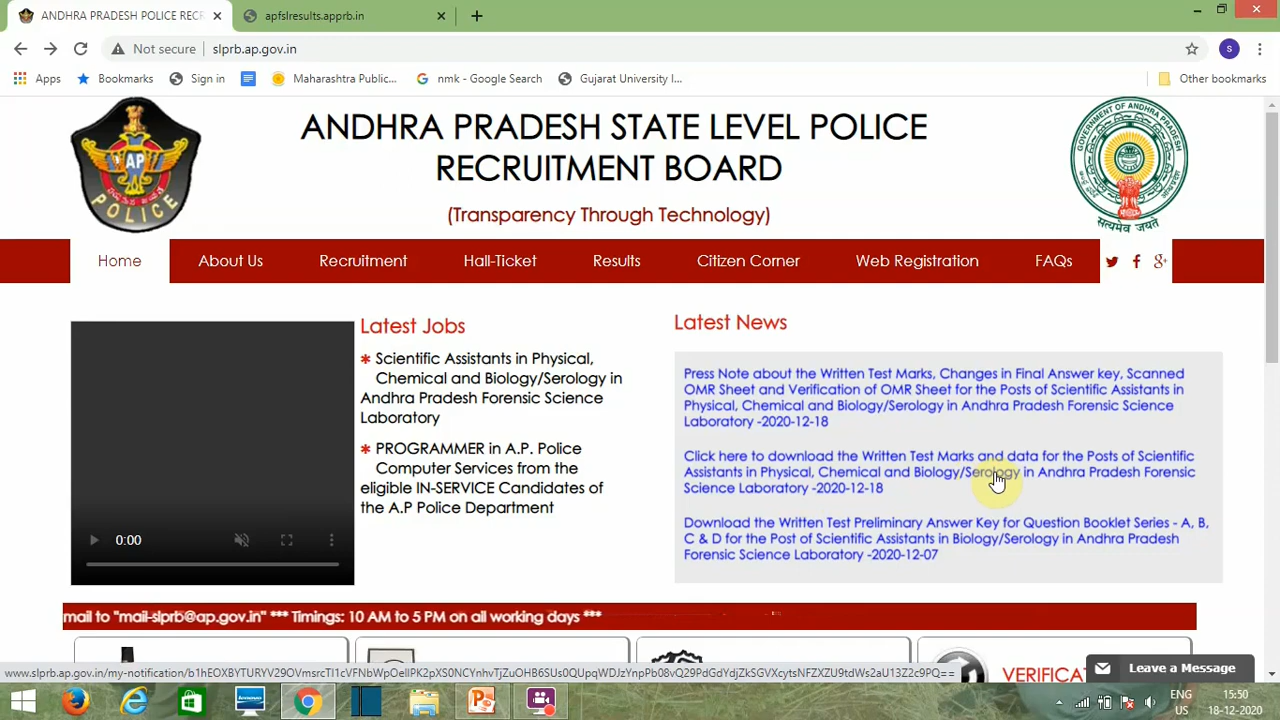 ANDHRA PRADESH POLICE RECR
apfslresults.apprb.in
Not secure
slprb.ap.gov.in
S
Apps
Bookmarks
Sign in
Maharashtra Public...
nmk - Google Search
Gujarat University I...
Other bookmarks
AP
POLICE
ANDHRA PRADESH STATE LEVEL POLICE
RECRUITMENT BOARD
(Transparency Through Technology)
GOVERNMENT OF ANDHRA PRADESH
सत्यमेव जयते
Home
About Us
Recruitment
Hall-Ticket
Results
Citizen Corner
Web Registration
FAQs
Latest Jobs
* Scientific Assistants in Physical,
Chemical and Biology/Serology in
Andhra Pradesh Forensic Science
Laboratory
* PROGRAMMER in A.P. Police
Computer Services from the
eligible IN-SERVICE Candidates of
the A.P Police Department
0:00
Latest News
Press Note about the Written Test Marks, Changes in Final Answer key, Scanned
OMR Sheet and Verification of OMR Sheet for the Posts of Scientific Assistants in
Physical, Chemical and Biology/Serology in Andhra Pradesh Forensic Science
Laboratory -2020-12-18
Click here to download the Written Test Marks and data for the Posts of Scientific
Assistants in Physical, Chemical and Biology/Serology in Andhra Pradesh Forensic
Science Laboratory -2020-12-18
Download the Written Test Preliminary Answer Key for Question Booklet Series - A, B,
C & D for the Post of Scientific Assistants in Biology/Serology in Andhra Pradesh
Forensic Science Laboratory -2020-12-07
mail to "mail-slprb@ap.gov.in" *** Timings: 10 AM to 5 PM on all working days ***
VERIFICA
Leave a Message
ENG
US
15:50
18-12-2020